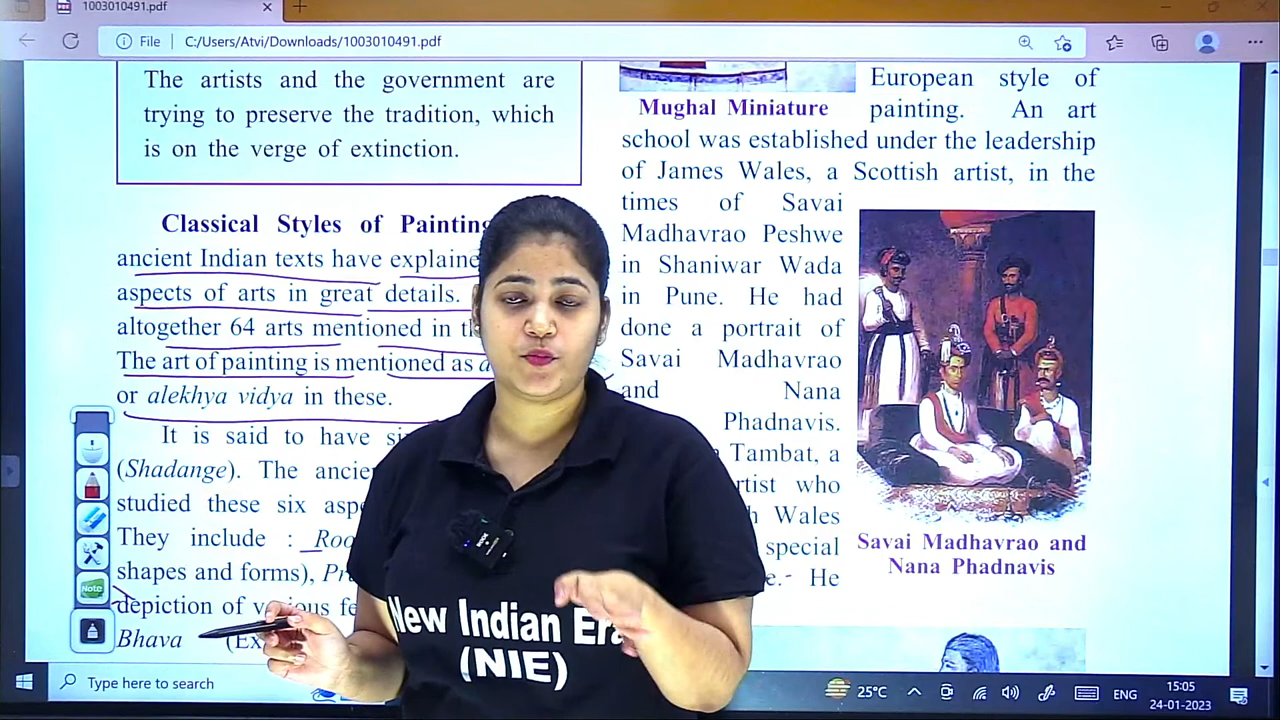 1003010491.pdf
File | C:/Users/Atvi/Downloads/1003010491.pdf
The artists and the government are
trying to preserve the tradition, which
is on the verge of extinction.
Classical Styles of Painting
ancient Indian texts have
aspects of arts in great details.
altogether 64 arts mentioned in
The art of painting is mentioned as
or alekhya vidya in these.
It is said to have
(Shadange). The
studied these six
They include :
shapes and forms),
depiction of various
Bhava
Mughal Miniature
European style of
painting. An art
school was established under the leadership
of James Wales, a Scottish artist, in the
times of Savai
Madhavrao Peshwe
in Shaniwar Wada
in Pune. He had
done a portrait of
Savai Madhavrao
and Nana
Phadnavis.
Tambat, a
who
Wales
special
He
Savai Madhavrao and
Nana Phadnavis
New Indian Era
(NIE)
Note
Type here to search
25°C
ENG
15:05
24-01-2023